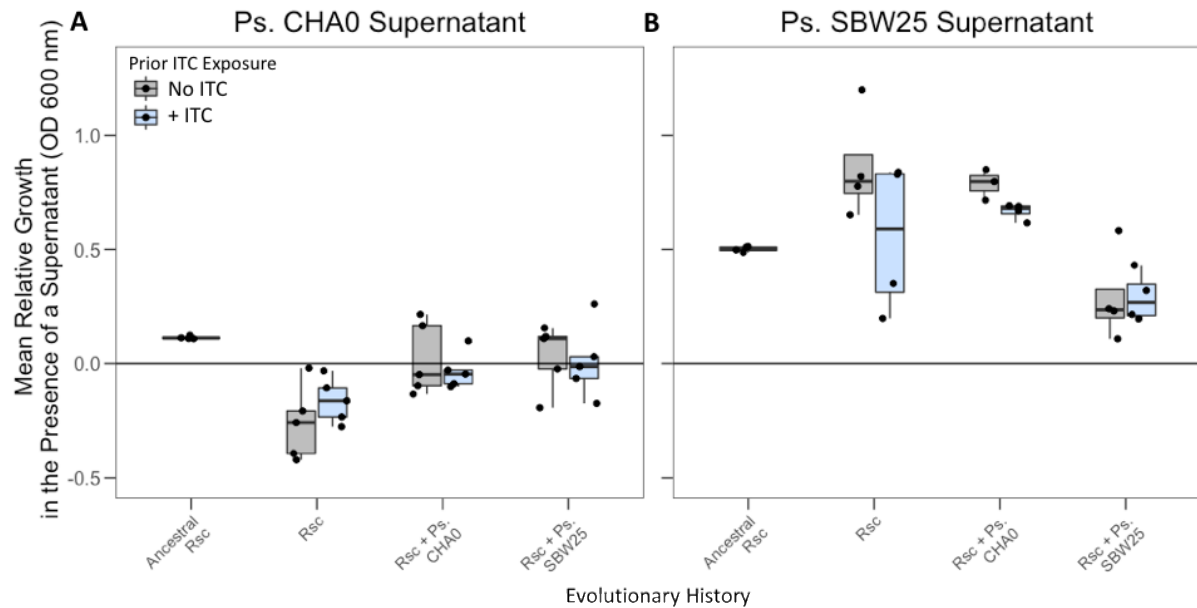 A
Ps. CHA0 Supernatant
B
Ps. SBW25 Supernatant
Mean Relative Growth
in the Presence of a Supernatant (OD 600 nm)
Prior ITC Exposure
No ITC
+ ITC
1.0
0.5
0.0
-0.5
Ancestral
Rsc
Rsc
Rsc + Ps.
CHA0
Rsc + Ps.
SBW25
Ancestral
Rsc
Rsc
Rsc + Ps.
CHA0
Rsc + Ps.
SBW25
Evolutionary History